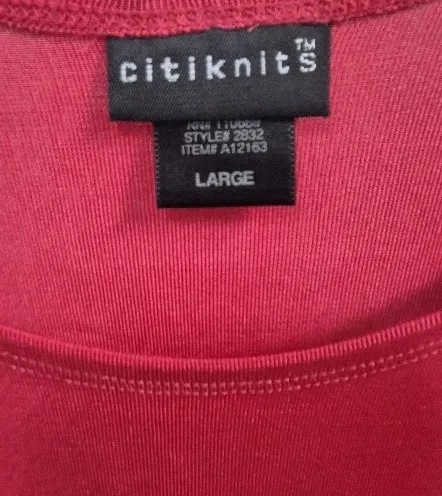 citiknits™
STYLE# 2832
ITEM# A12163
LARGE